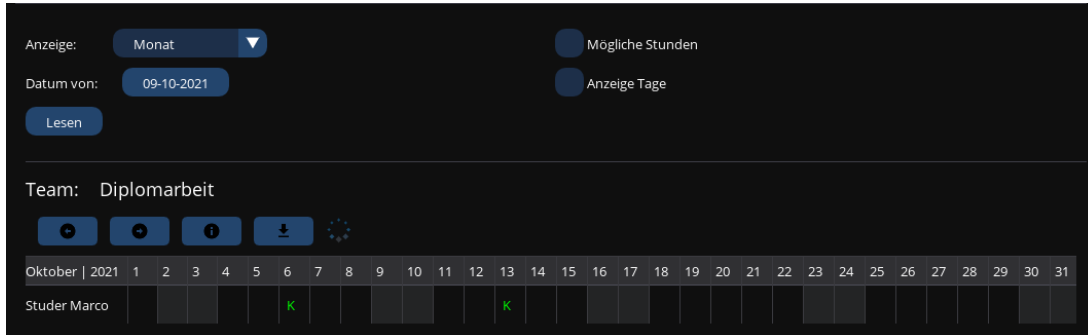 Anzeige: Monat Mögliche Stunden
Datum von: 09-10-2021 Anzeige Tage
Lesen
Team: Diplomarbeit
Oktober | 2021 1 2 3 4 5 6 7 8 9 10 11 12 13 14 15 16 17 18 19 20 21 22 23 24 25 26 27 28 29 30 31
Studer Marco K K